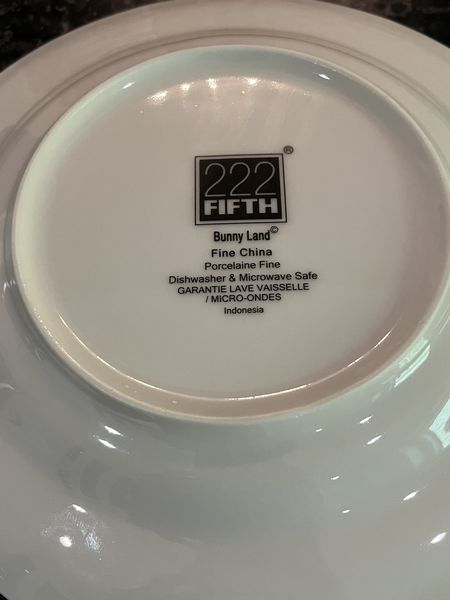 ®
222
FIFTH
Bunny Land©
Fine China
Porcelaine Fine
Dishwasher & Microwave Safe
GARANTIE LAVE VAISSELLE
/ MICRO-ONDES
Indonesia